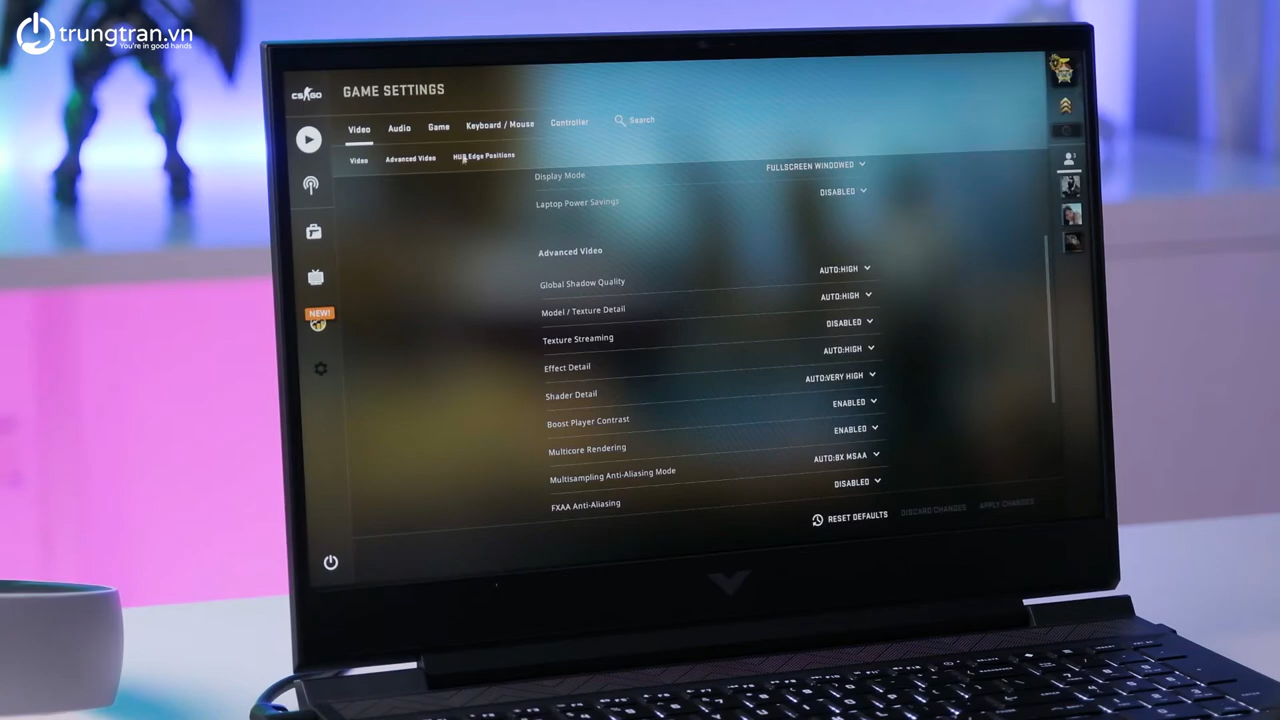 trungtran.vn
You're in good hands
CS:GO
GAME SETTINGS
Video Audio Game Keyboard / Mouse Controller Search
Video Advanced Video HUD Edge Positions
Display Mode FULLSCREEN WINDOWED
Laptop Power Savings DISABLED
Advanced Video
Global Shadow Quality AUTO:HIGH
Model / Texture Detail AUTO:HIGH
Texture Streaming DISABLED
Effect Detail AUTO:HIGH
Shader Detail AUTO:VERY HIGH
Boost Player Contrast ENABLED
Multicore Rendering ENABLED
Multisampling Anti-Aliasing Mode AUTO:8X MSAA
FXAA Anti-Aliasing DISABLED
NEW!
RESET DEFAULTS DISCARD CHANGES APPLY CHANGES